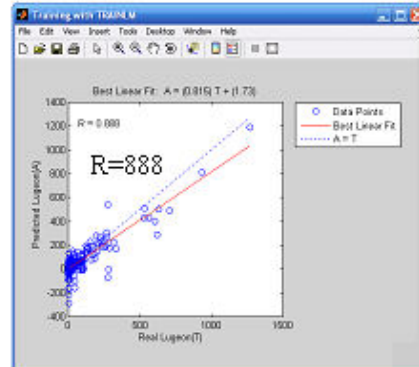 Training with TRAINLM
File Edit View Insert Tools Desktop Window Help
Best Linear Fit: A = (0.815) T + (1.73)
1400
1200
1000
800
600
400
200
0
-200
-400
R = 0.888
R=888
Data Points
Best Linear Fit
A = T
Predicted Lugeon(A)
0
500
1000
1500
Real Lugeon(T)